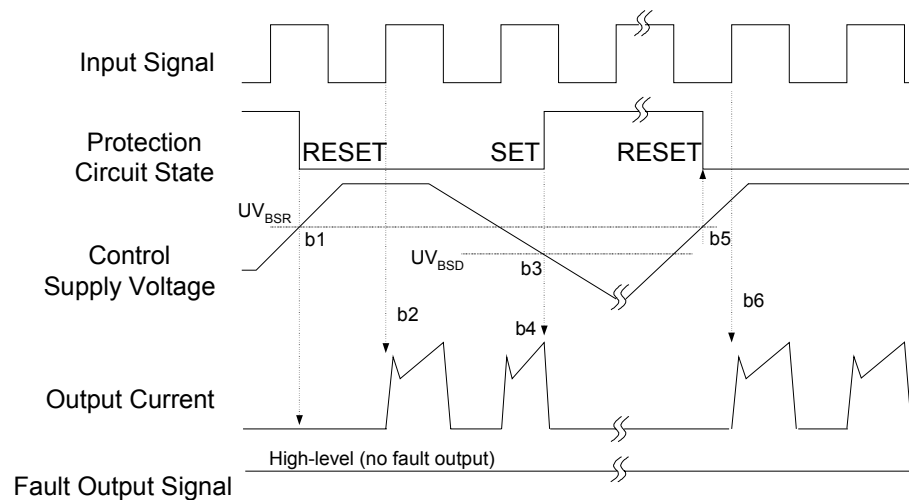 Input Signal
Protection
Circuit State
RESET
SET
RESET
UV_BSR
b1
b5
Control
Supply Voltage
UV_BSD
b3
b2
b4
b6
Output Current
High-level (no fault output)
Fault Output Signal